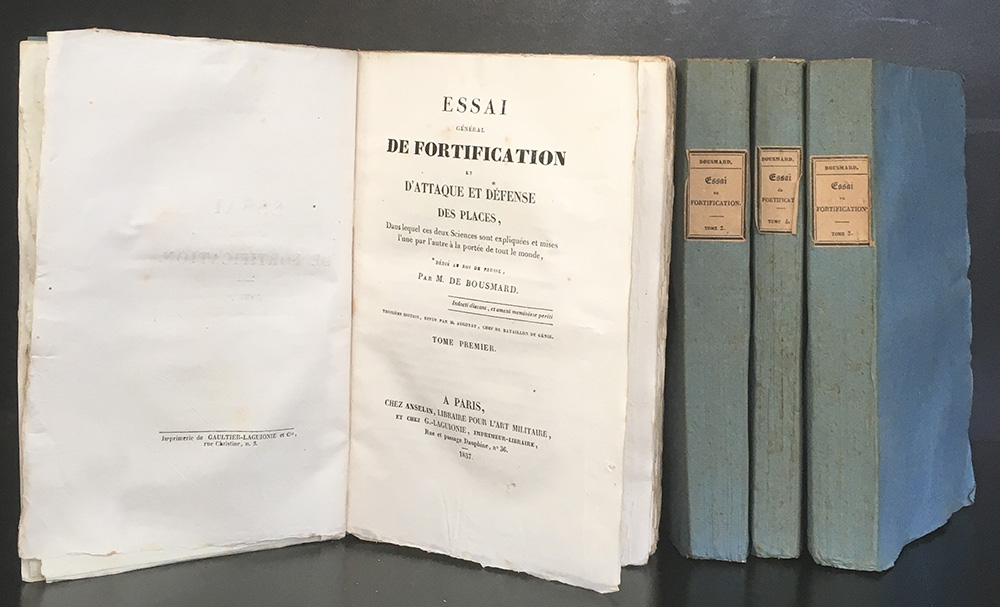 Imprimerie de GAULTIER-LAGUIONIE et Cie,
rue Christine, n. 2.
ESSAI
GÉNÉRAL
DE FORTIFICATION
ET
D'ATTAQUE ET DÉFENSE
DES PLACES,
Dans lequel ces deux Sciences sont expliquées et mises
l'une par l'autre à la portée de tout le monde,
DÉDIÉ AU ROI DE PRUSSE,
PAR M. DE BOUSMARD.
Indocti discant, et ament meminisse periti
TROISIÈME ÉDITION, REVUE PAR M. AUGOYAT, CHEF DE BATAILLON DU GÉNIE.
TOME PREMIER.
A PARIS,
CHEZ ANSELIN, LIBRAIRE POUR L'ART MILITAIRE,
ET CHEZ G.-LAGUIONIE, IMPRIMEUR-LIBRAIRE,
Rue et passage Dauphine, n° 36.
1837.
BOUSMARD.
Essai
DE
FORTIFICATION.
TOME 2.
BOUSMARD.
Essai
de
FORTIFICAT
TOME 4.
BOUSMARD.
Essai
DE
FORTIFICATION
TOME 3.